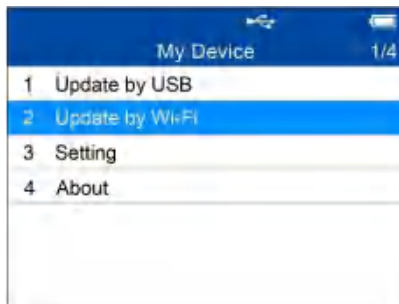 My Device 1/4
1 Update by USB
2 Update by Wi-Fi
3 Setting
4 About